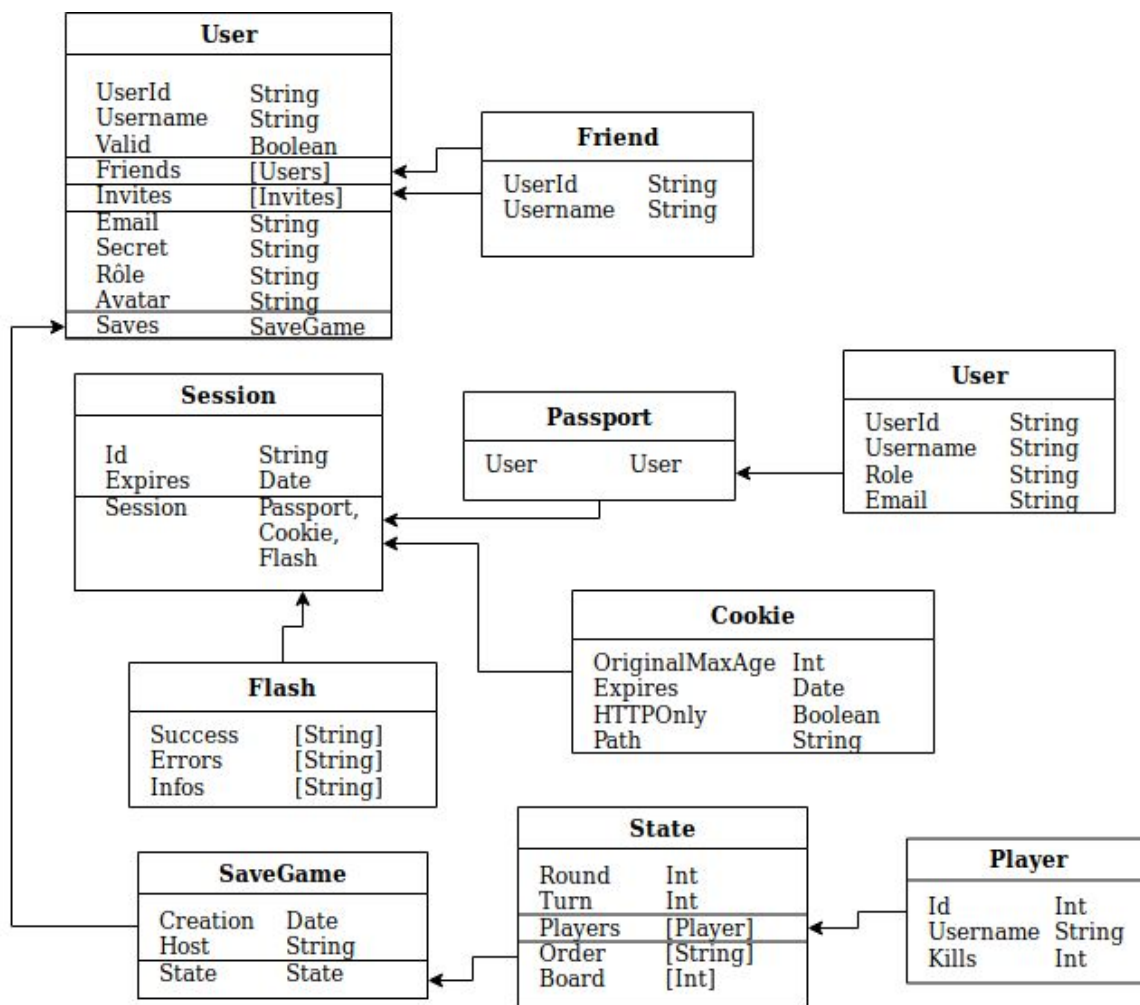 User
UserId String
Username String
Valid Boolean
Friends [Users]
Invites [Invites]
Email String
Secret String
Rôle String
Avatar String
Saves SaveGame
Friend
UserId String
Username String
Session
Id String
Expires Date
Session Passport,
Cookie,
Flash
Passport
User User
User
UserId String
Username String
Role String
Email String
Cookie
OriginalMaxAge Int
Expires Date
HTTPOnly Boolean
Path String
Flash
Success [String]
Errors [String]
Infos [String]
SaveGame
Creation Date
Host String
State State
State
Round Int
Turn Int
Players [Player]
Order [String]
Board [Int]
Player
Id Int
Username String
Kills Int